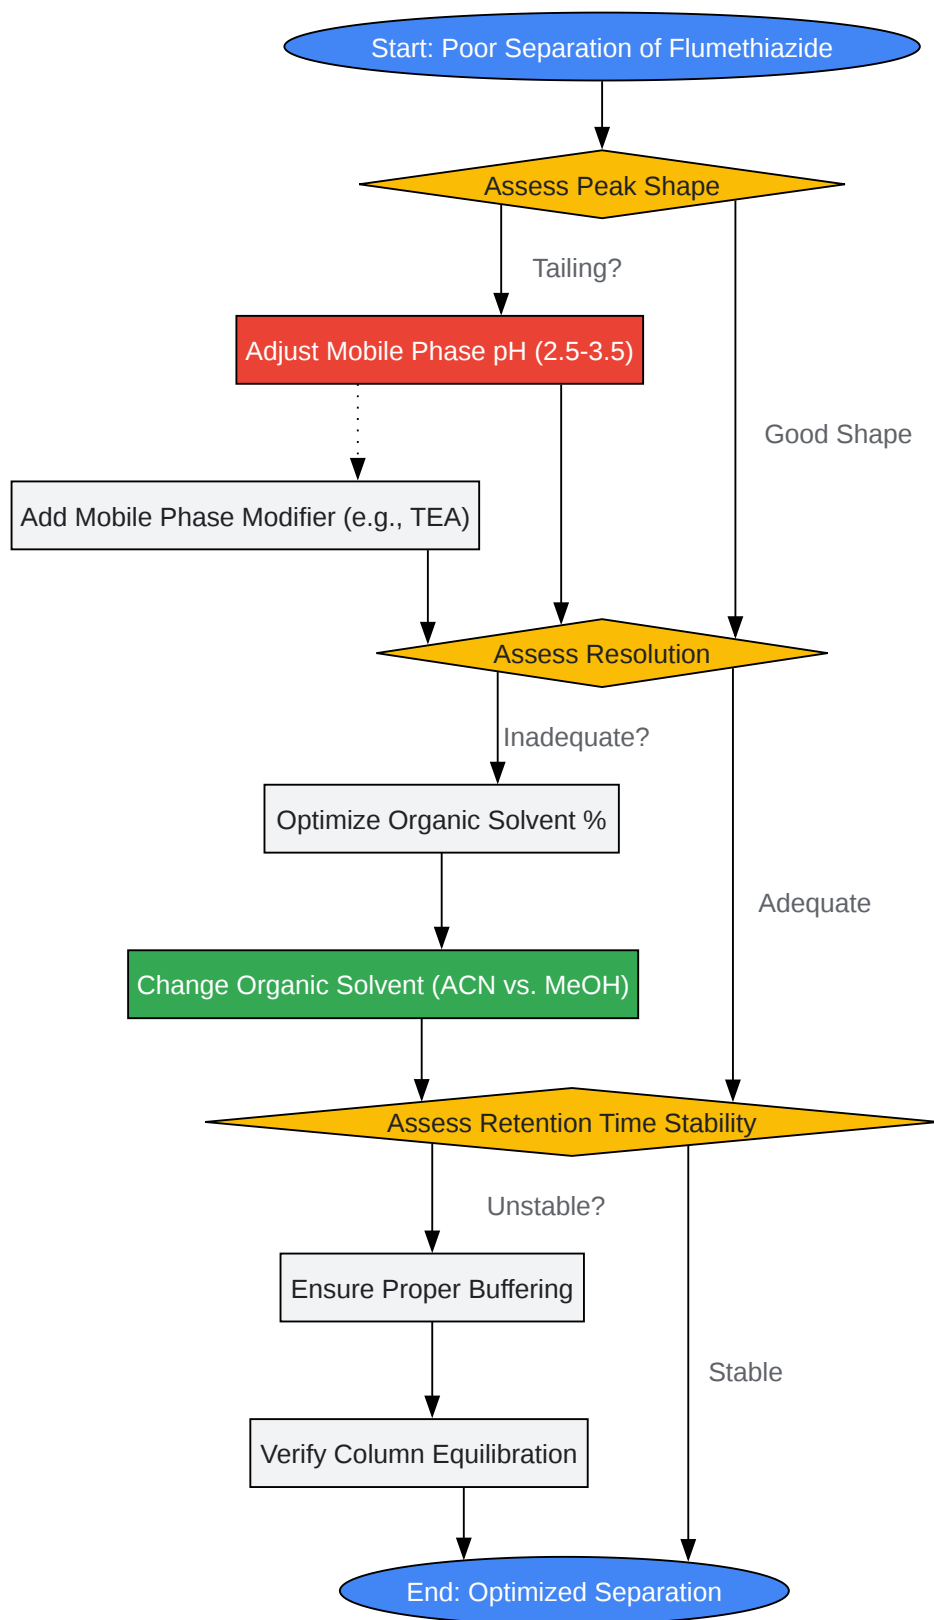 Start: Poor Separation of Flumethiazide
Assess Peak Shape
Tailing?
Adjust Mobile Phase pH (2.5-3.5)
Good Shape
Add Mobile Phase Modifier (e.g., TEA)
Assess Resolution
Inadequate?
Optimize Organic Solvent %
Adequate
Change Organic Solvent (ACN vs. MeOH)
Assess Retention Time Stability
Unstable?
Ensure Proper Buffering
Stable
Verify Column Equilibration
End: Optimized Separation